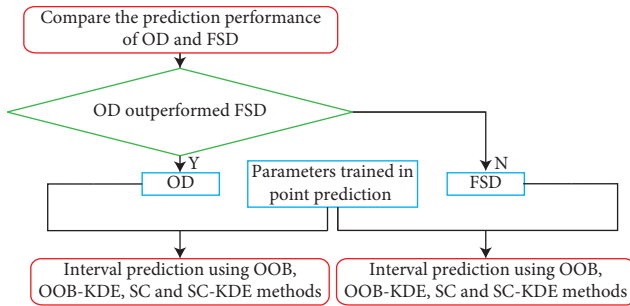 Compare the prediction performance
of OD and FSD
OD outperformed FSD
Y
N
OD
Parameters trained in
point prediction
FSD
Interval prediction using OOB,
OOB-KDE, SC and SC-KDE methods
Interval prediction using OOB,
OOB-KDE, SC and SC-KDE methods